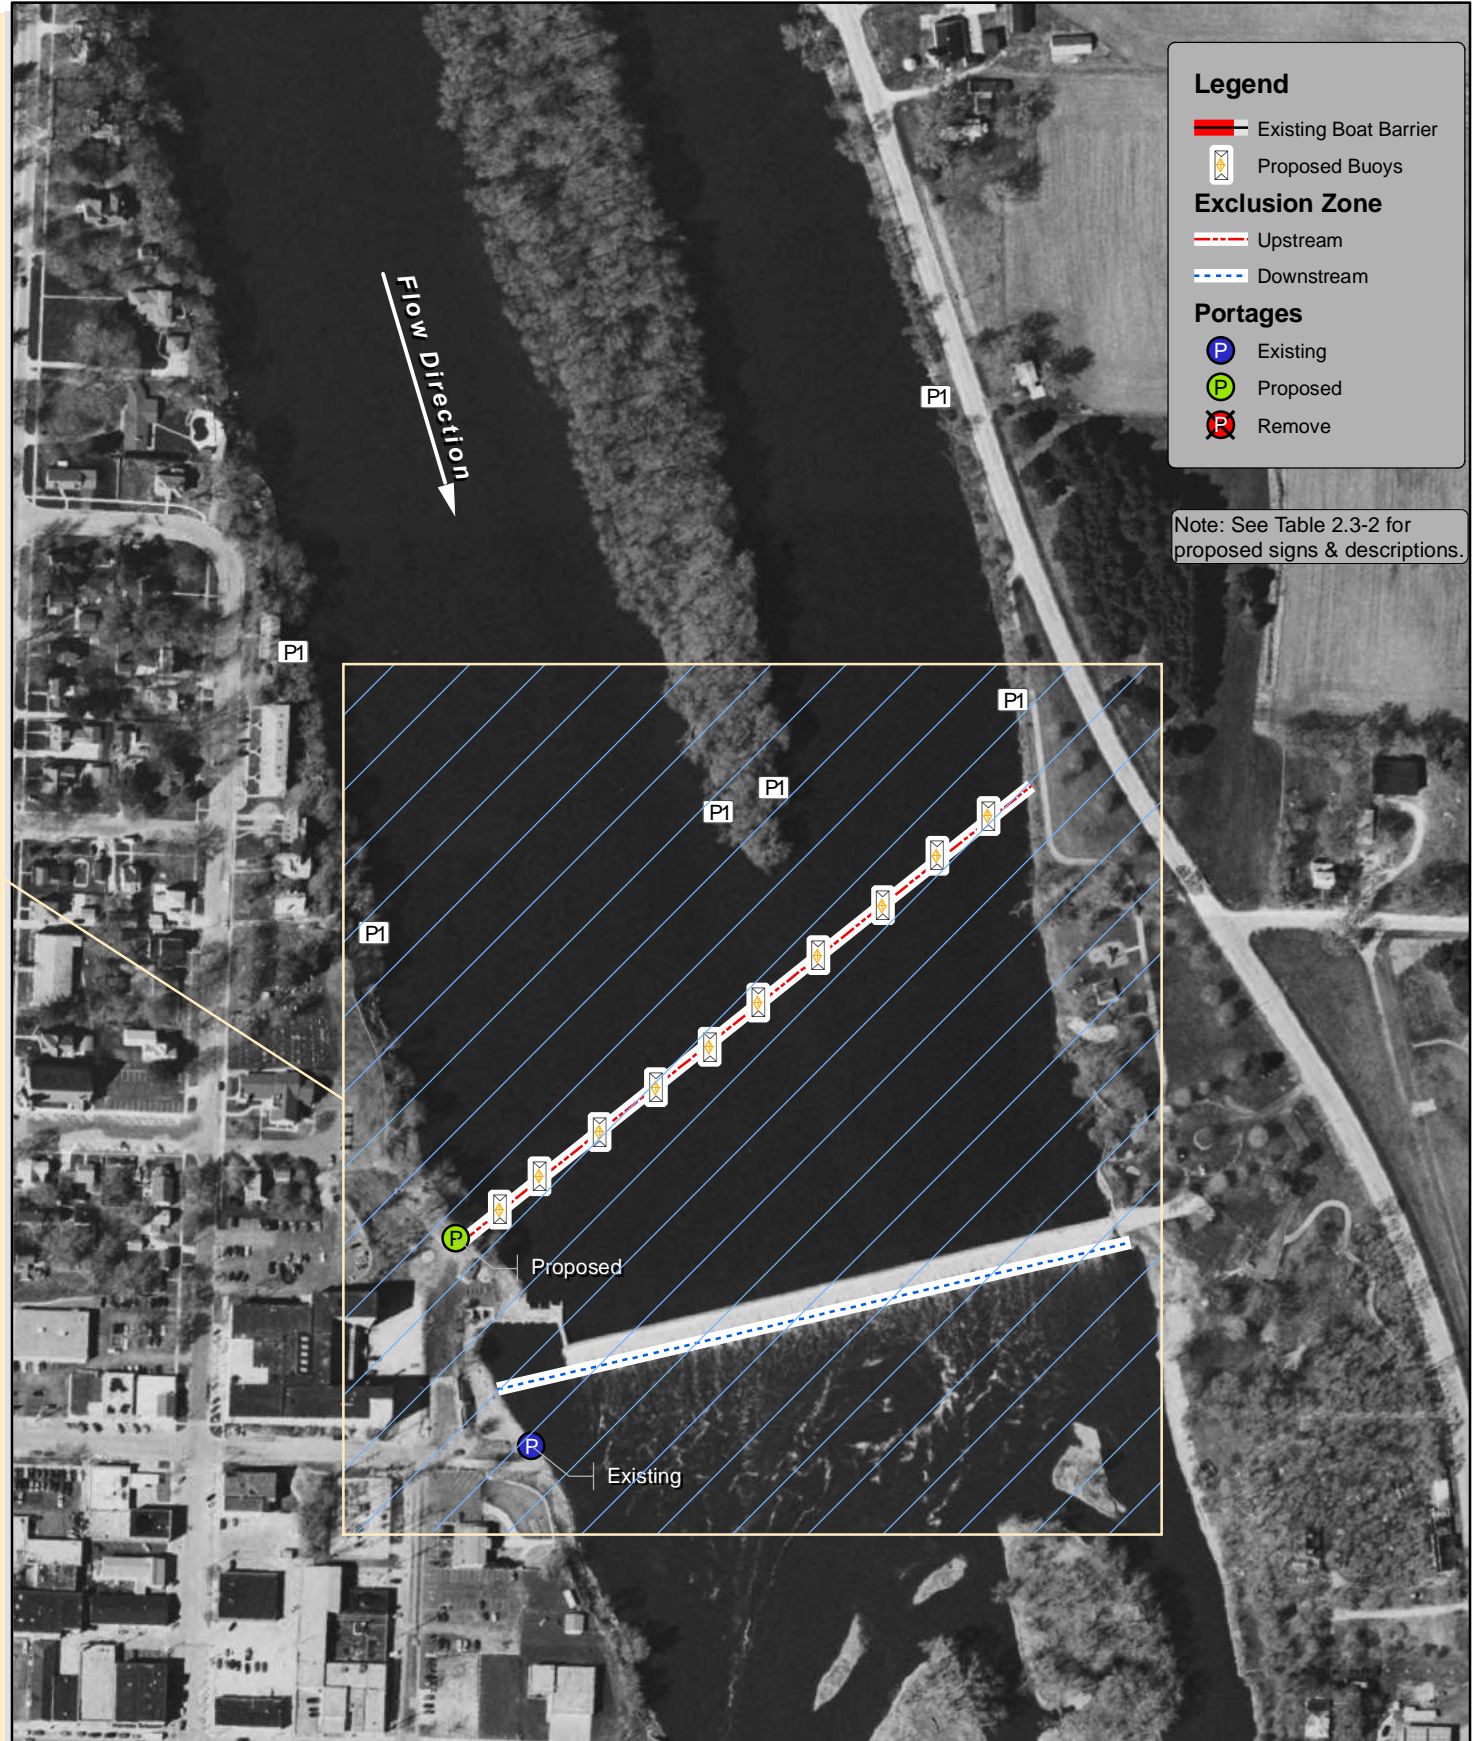 Legend
Existing Boat Barrier
Proposed Buoys
Exclusion Zone
Upstream
Downstream
Portages
P Existing
P Proposed
P Remove
Note: See Table 2.3-2 for
proposed signs & descriptions.
Flow Direction
P1
P1
P1
P1
P1
P1
P
Proposed
P
Existing